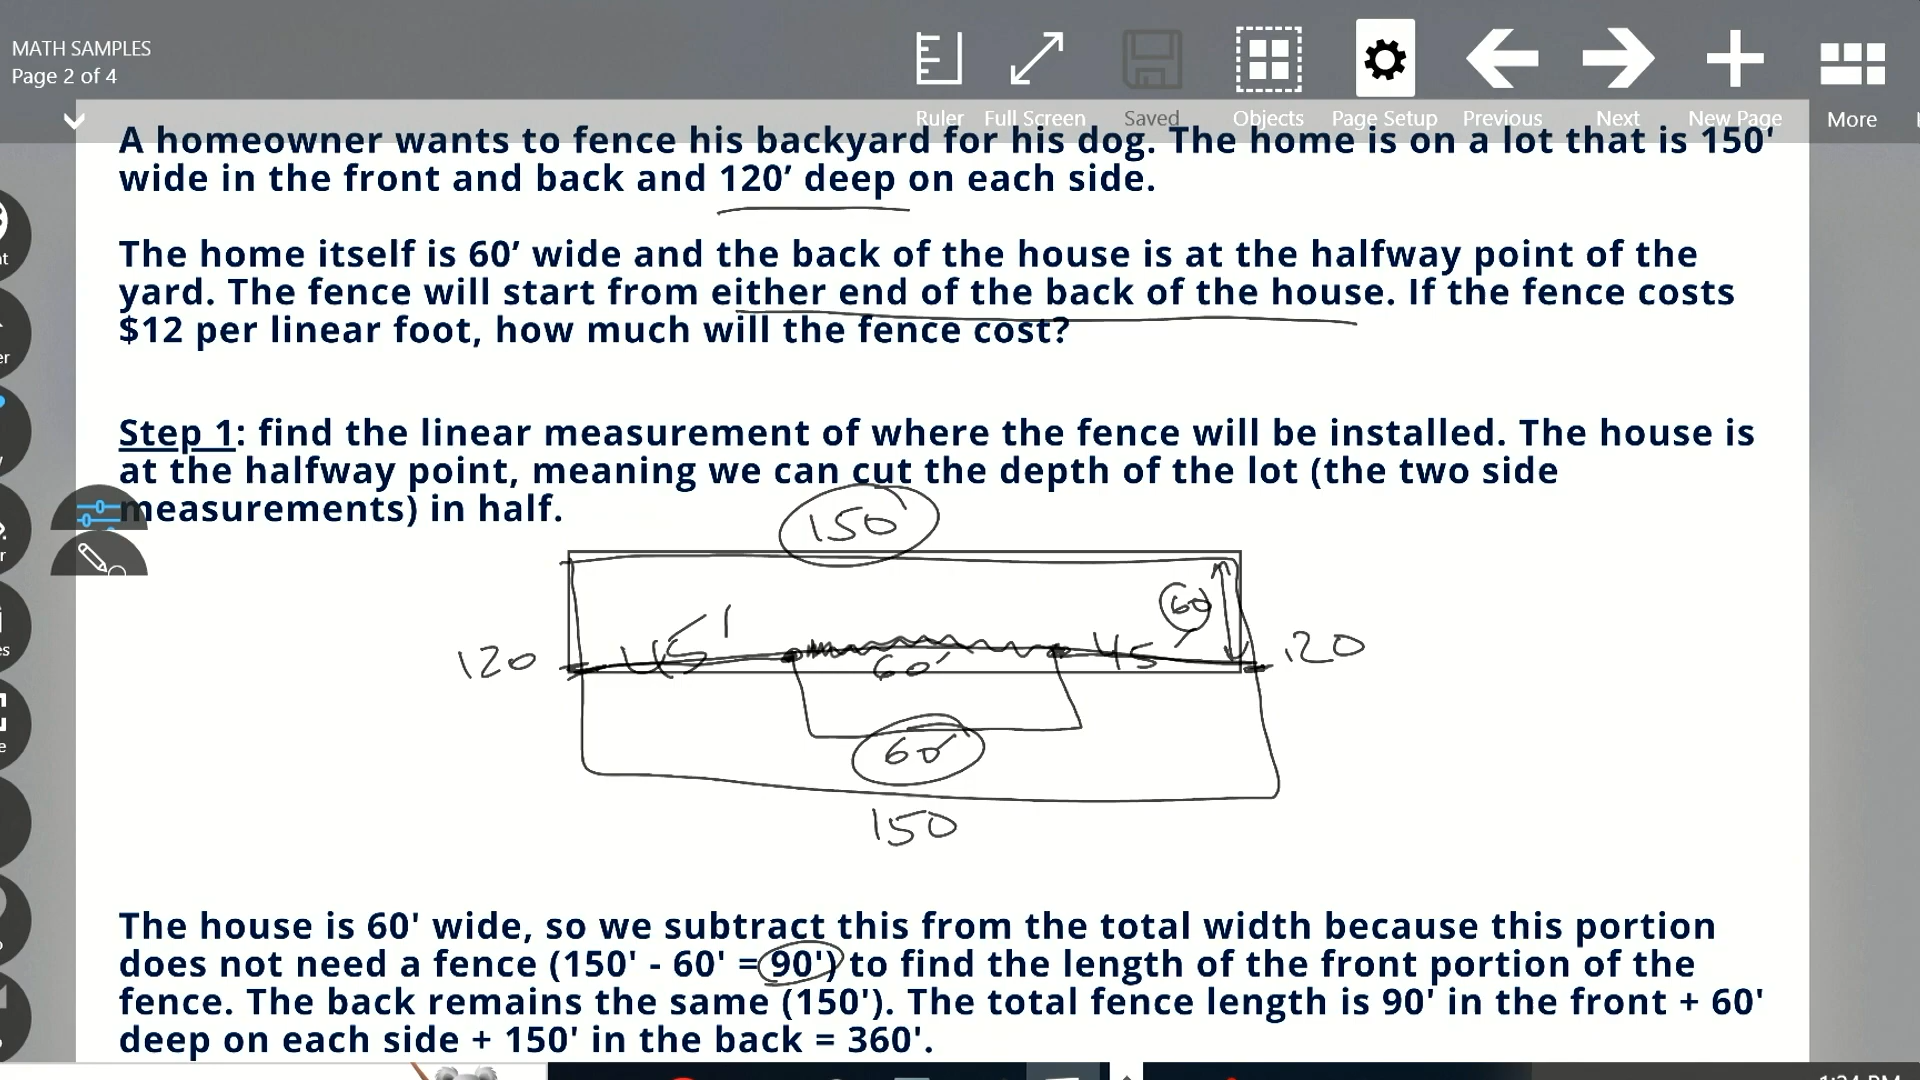 MATH SAMPLES
Page 2 of 4
Ruler Full Screen Saved Objects Page Setup Previous Next New Page More
A homeowner wants to fence his backyard for his dog. The home is on a lot that is 150'
wide in the front and back and 120’ deep on each side.
The home itself is 60’ wide and the back of the house is at the halfway point of the
yard. The fence will start from either end of the back of the house. If the fence costs
$12 per linear foot, how much will the fence cost?
Step 1: find the linear measurement of where the fence will be installed. The house is
at the halfway point, meaning we can cut the depth of the lot (the two side
measurements) in half.
150'
60
120 45' 60' 45 120
60'
150
The house is 60' wide, so we subtract this from the total width because this portion
does not need a fence (150' - 60' = 90') to find the length of the front portion of the
fence. The back remains the same (150'). The total fence length is 90' in the front + 60'
deep on each side + 150' in the back = 360'.